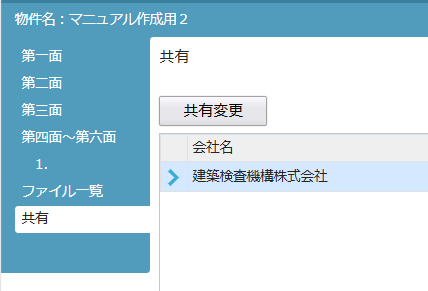 物件名：マニュアル作成用２
第一面
第二面
第三面
第四面～第六面
1.
ファイル一覧
共有
共有
共有変更
会社名
建築検査機構株式会社